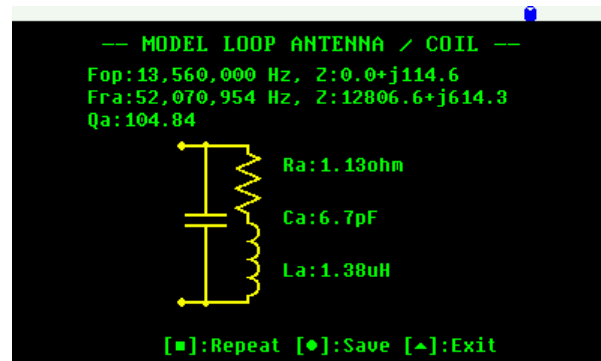 -- MODEL LOOP ANTENNA / COIL --
Fop:13,560,000 Hz, Z:0.0+j114.6
Fra:52,070,954 Hz, Z:12806.6+j614.3
Qa:104.84
Ra:1.13ohm
Ca:6.7pF
La:1.38uH
[■]:Repeat [●]:Save [▲]:Exit